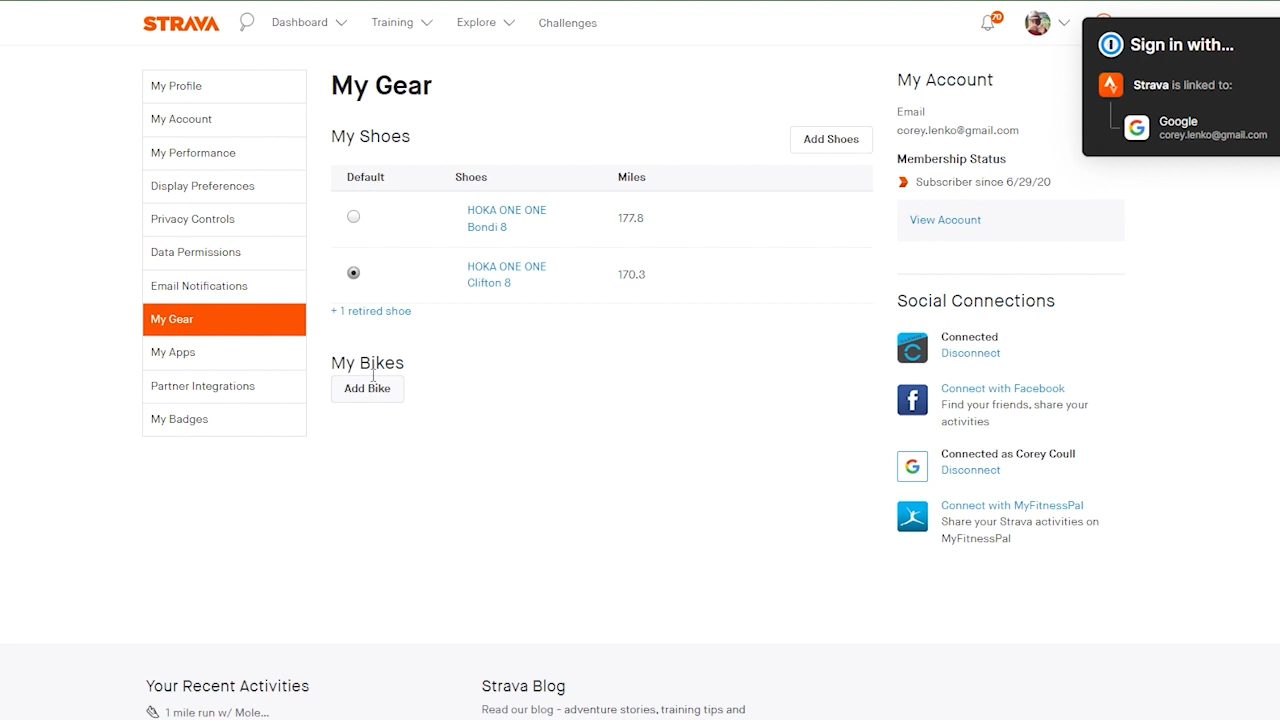 STRAVA Dashboard Training Explore Challenges 70
Sign in with...
Strava is linked to:
Google
corey.lenko@gmail.com
My Profile
My Account
My Performance
Display Preferences
Privacy Controls
Data Permissions
Email Notifications
My Gear
My Apps
Partner Integrations
My Badges
My Gear
My Shoes
Add Shoes
Default Shoes Miles
HOKA ONE ONE
Bondi 8
177.8
HOKA ONE ONE
Clifton 8
170.3
+ 1 retired shoe
My Bikes
Add Bike
My Account
Email
corey.lenko@gmail.com
Membership Status
Subscriber since 6/29/20
View Account
Social Connections
Connected
Disconnect
Connect with Facebook
Find your friends, share your
activities
Connected as Corey Coull
Disconnect
Connect with MyFitnessPal
Share your Strava activities on
MyFitnessPal
Your Recent Activities
1 mile run w/ Mole...
Strava Blog
Read our blog - adventure stories, training tips and